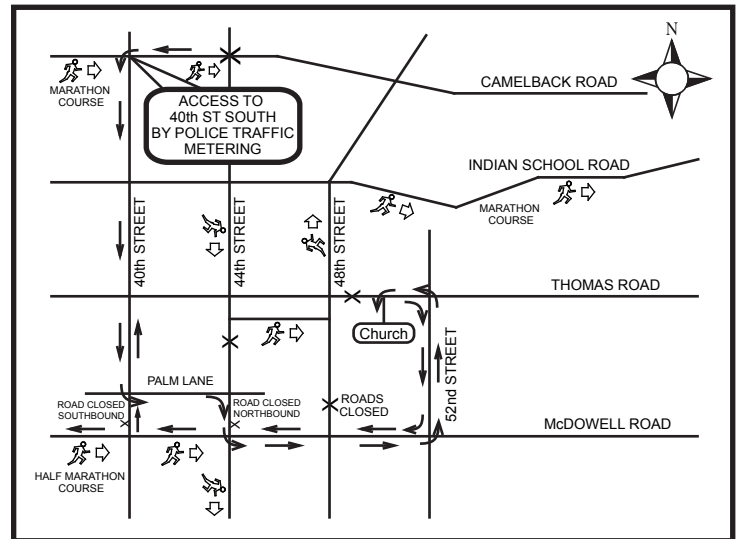 N
CAMELBACK ROAD
MARATHON
COURSE
ACCESS TO
40th ST SOUTH
BY POLICE TRAFFIC
METERING
INDIAN SCHOOL ROAD
MARATHON
COURSE
40th STREET
44th STREET
48th STREET
THOMAS ROAD
Church
52nd STREET
PALM LANE
ROAD CLOSED
SOUTHBOUND
ROAD CLOSED
NORTHBOUND
ROADS
CLOSED
McDOWELL ROAD
HALF MARATHON
COURSE